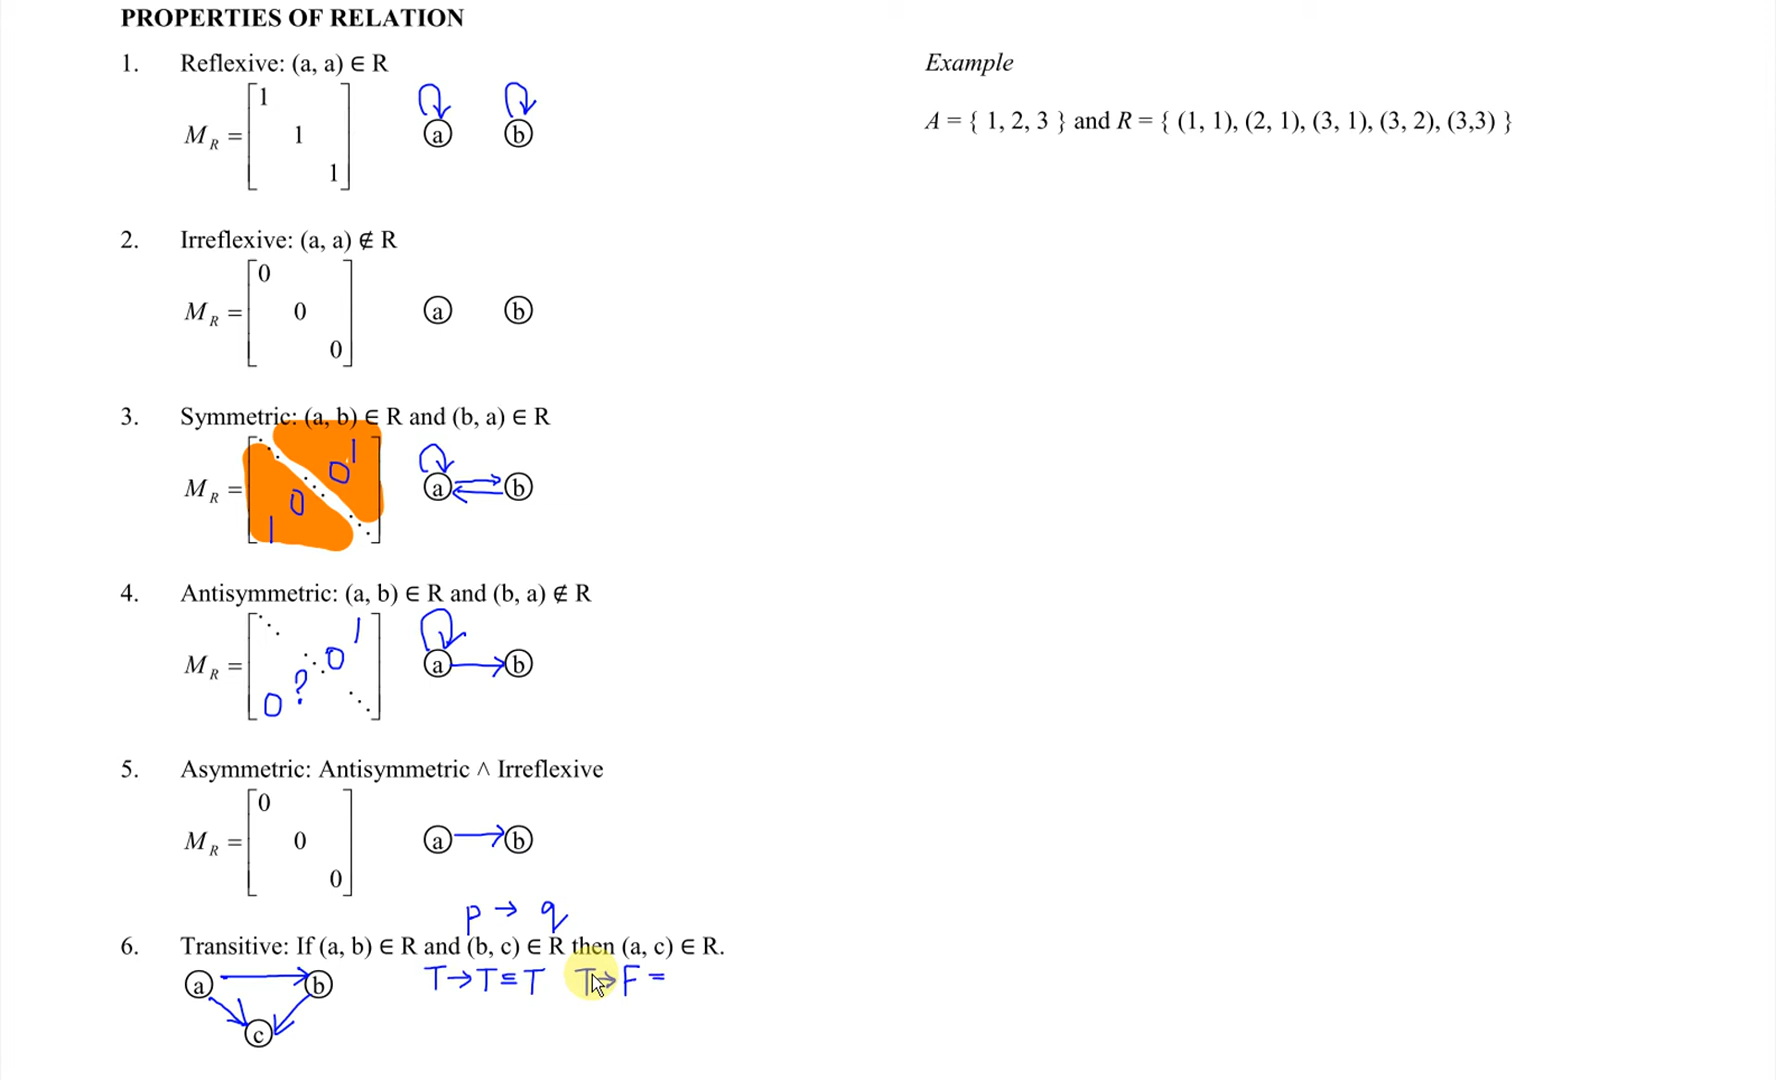 PROPERTIES OF RELATION
1. Reflexive: (a, a) ∈ R
M_R = [1
1
1]
a b
2. Irreflexive: (a, a) ∉ R
M_R = [0
0
0]
a b
3. Symmetric: (a, b) ∈ R and (b, a) ∈ R
M_R = [⋱ 1
0 ⋱ 0
1 ⋱]
a b
4. Antisymmetric: (a, b) ∈ R and (b, a) ∉ R
M_R = [⋱ 1
? ⋱ 0
0 ⋱]
a → b
5. Asymmetric: Antisymmetric ∧ Irreflexive
M_R = [0
0
0]
a → b
p → q
6. Transitive: If (a, b) ∈ R and (b, c) ∈ R then (a, c) ∈ R.
a b T→T≡T T→F=
c
Example
A = { 1, 2, 3 } and R = { (1, 1), (2, 1), (3, 1), (3, 2), (3,3) }